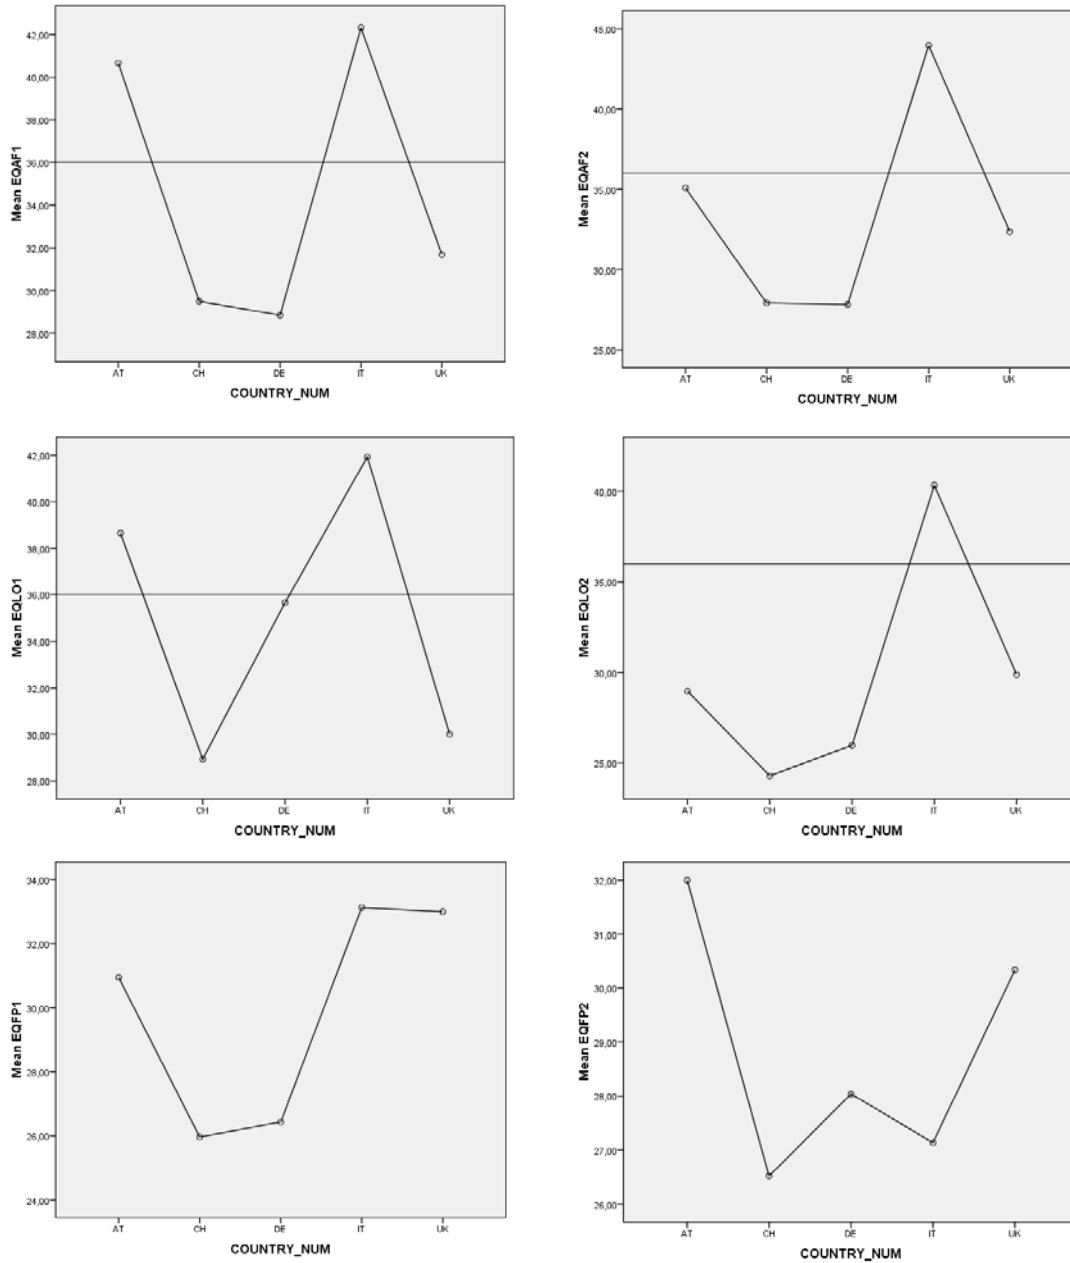 42,00
40,00
38,00
36,00
34,00
32,00
30,00
28,00
Mean EQAF1
AT CH DE IT UK
COUNTRY_NUM
45,00
40,00
35,00
30,00
25,00
Mean EQAF2
AT CH DE IT UK
COUNTRY_NUM
42,00
40,00
38,00
36,00
34,00
32,00
30,00
28,00
Mean EQLO1
AT CH DE IT UK
COUNTRY_NUM
40,00
35,00
30,00
25,00
Mean EQLO2
AT CH DE IT UK
COUNTRY_NUM
34,00
32,00
30,00
28,00
26,00
24,00
Mean EQFP1
AT CH DE IT UK
COUNTRY_NUM
32,00
31,00
30,00
29,00
28,00
27,00
26,00
Mean EQFP2
AT CH DE IT UK
COUNTRY_NUM